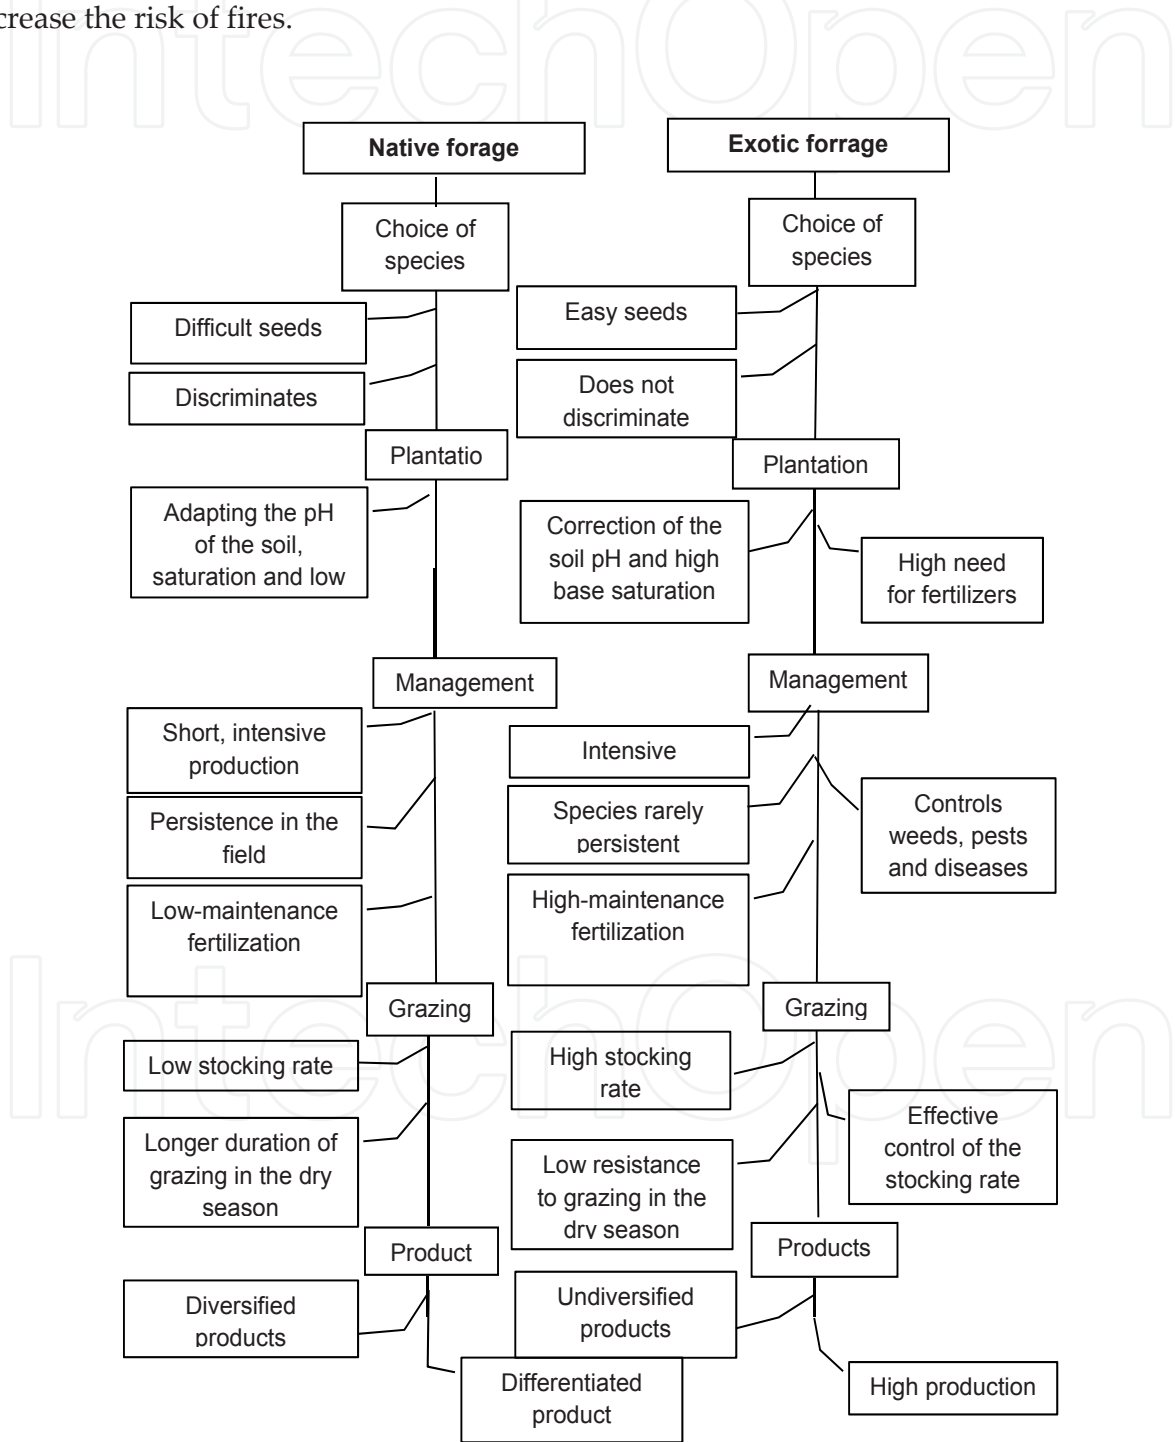 crease the risk of fires.
IntechOpen
Native forage
Choice of
species
Difficult seeds
Discriminates
Plantatio
Adapting the pH
of the soil,
saturation and low
Management
Short, intensive
production
Persistence in the
field
Low-maintenance
fertilization
Grazing
Low stocking rate
Longer duration of
grazing in the dry
season
Product
Diversified
products
Differentiated
product
Exotic forrage
Choice of
species
Easy seeds
Does not
discriminate
Plantation
Correction of the
soil pH and high
base saturation
High need
for fertilizers
Management
Intensive
Species rarely
persistent
Controls
weeds, pests
and diseases
High-maintenance
fertilization
Grazing
High stocking
rate
Effective
control of the
stocking rate
Low resistance
to grazing in the
dry season
Products
Undiversified
products
High production
IntechOpen